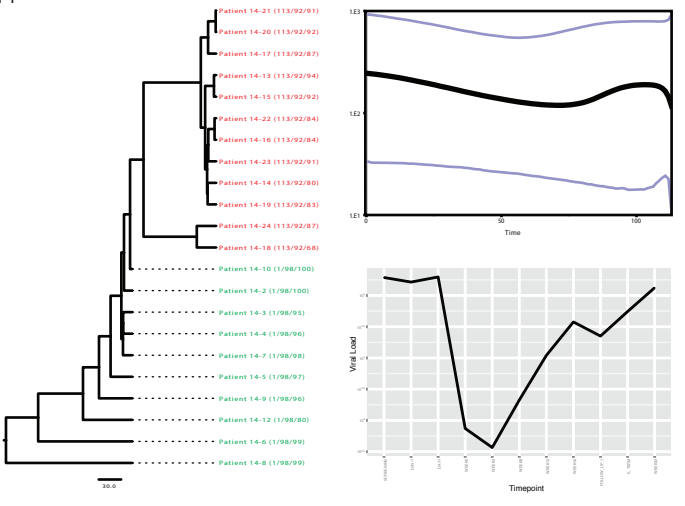 Patient 14-21 (113/92/91)
Patient 14-20 (113/92/92)
Patient 14-17 (113/92/87)
Patient 14-13 (113/92/94)
Patient 14-15 (113/92/92)
Patient 14-22 (113/92/84)
Patient 14-16 (113/92/84)
Patient 14-23 (113/92/91)
Patient 14-14 (113/92/80)
Patient 14-19 (113/92/83)
Patient 14-24 (113/92/87)
Patient 14-18 (113/92/68)
Patient 14-10 (1/98/100)
Patient 14-2 (1/98/100)
Patient 14-3 (1/98/95)
Patient 14-4 (1/98/96)
Patient 14-7 (1/98/98)
Patient 14-5 (1/98/97)
Patient 14-9 (1/98/96)
Patient 14-12 (1/98/80)
Patient 14-6 (1/98/99)
Patient 14-8 (1/98/99)
30.0
1.E3
1.E2
1.E1
0
50
100
Time
Viral Load
Timepoint